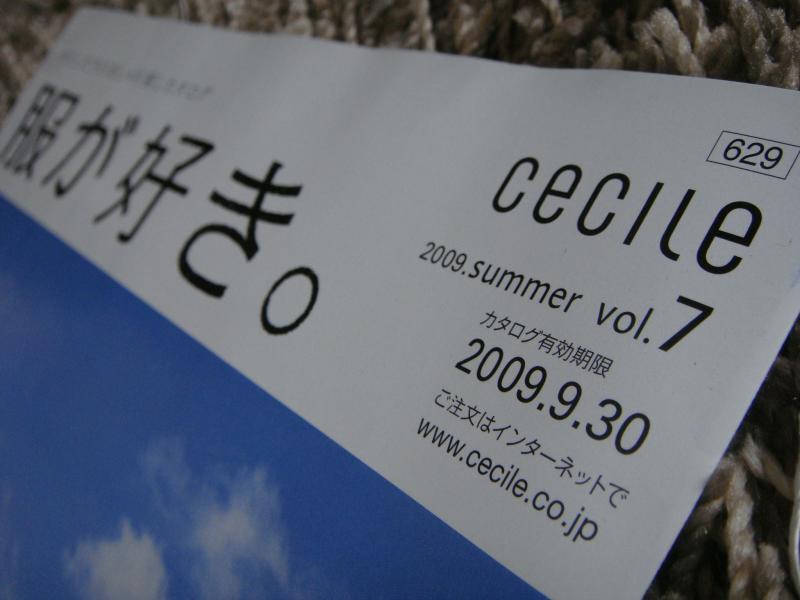 服が好き。
629
cecile
2009.summer vol.7
カタログ有効期限
2009.9.30
ご注文はインターネットで
www.cecile.co.jp